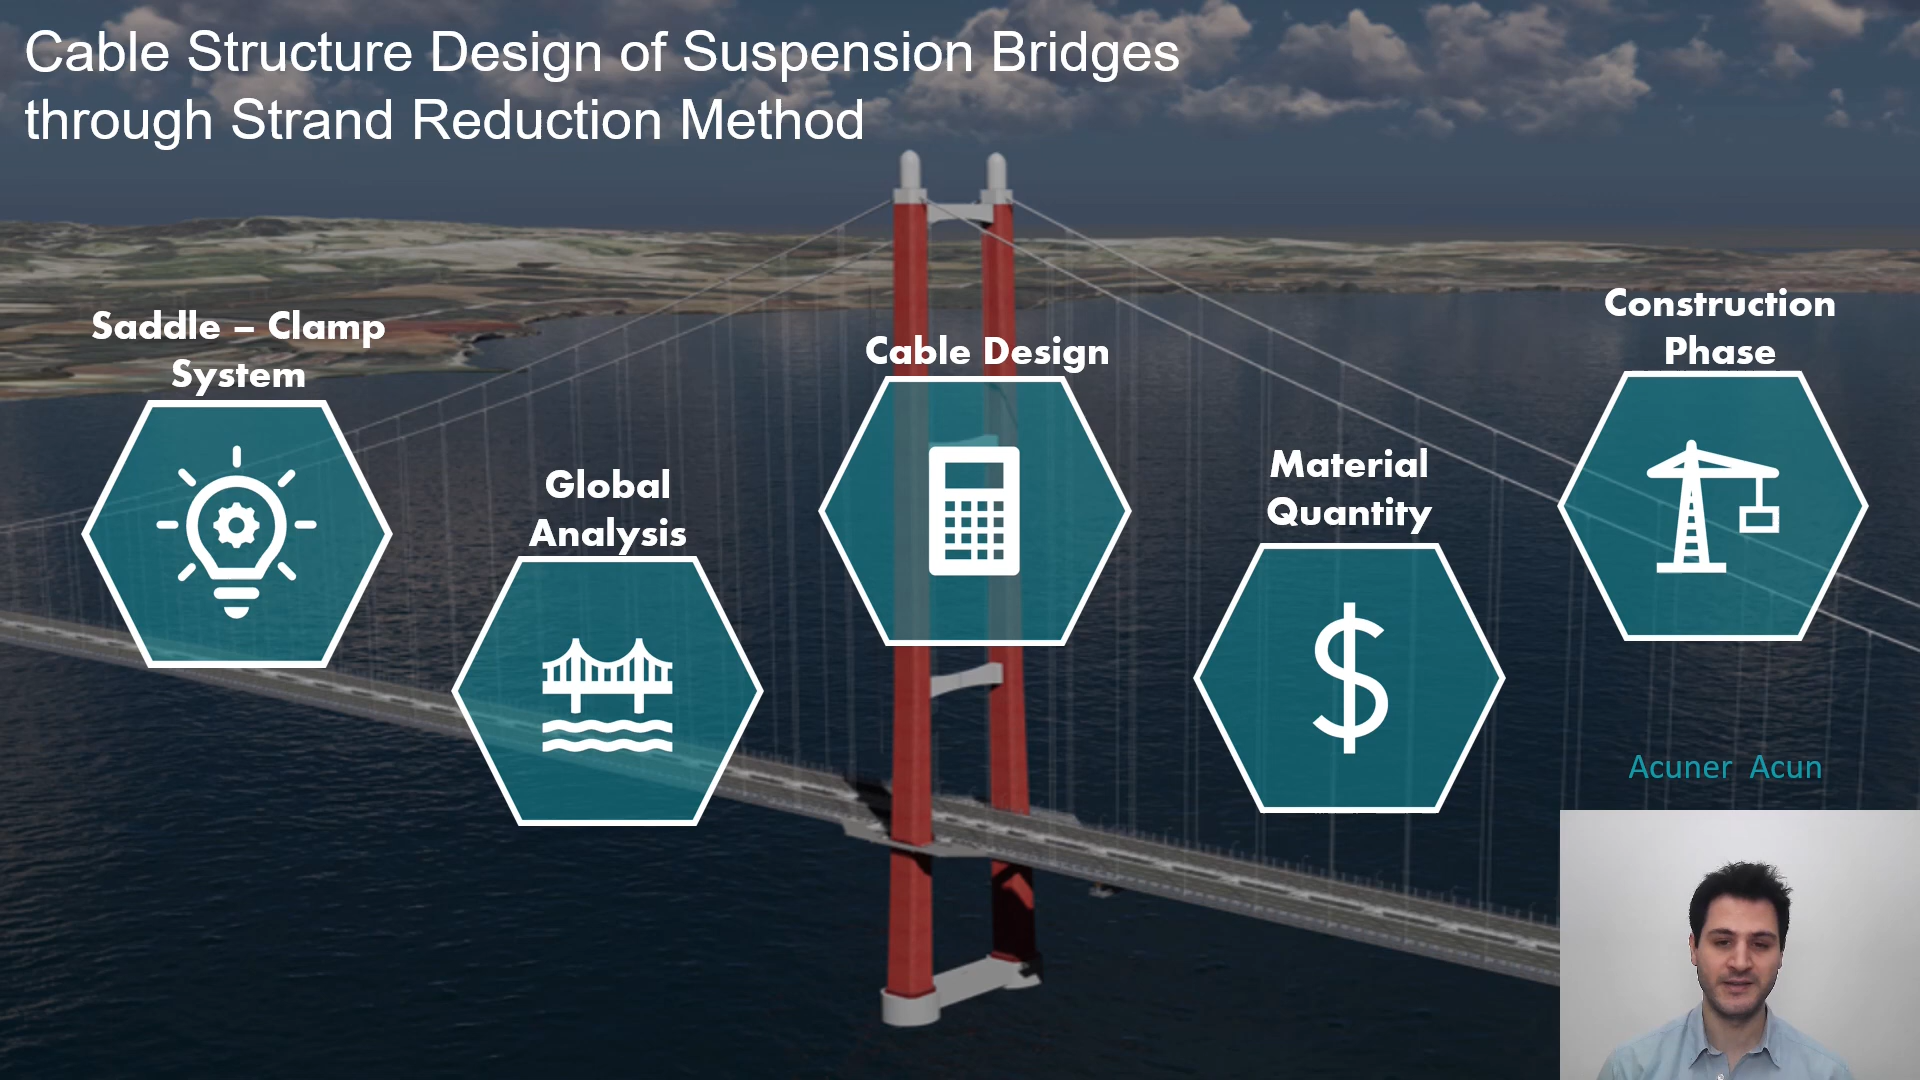 Cable Structure Design of Suspension Bridges
through Strand Reduction Method
Saddle – Clamp
System
Global
Analysis
Cable Design
Material
Quantity
Construction
Phase
$
Acuner Acun